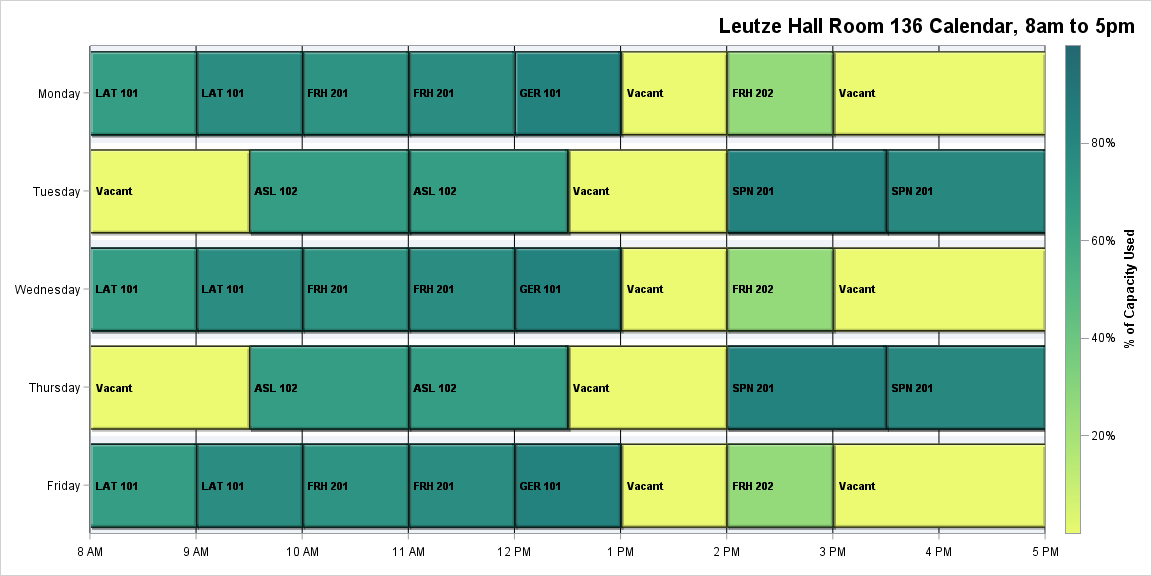 Leutze Hall Room 136 Calendar, 8am to 5pm
Monday LAT 101 LAT 101 FRH 201 FRH 201 GER 101 Vacant FRH 202 Vacant
80%
Tuesday Vacant ASL 102 ASL 102 Vacant SPN 201 SPN 201
60%
% of Capacity Used
Wednesday LAT 101 LAT 101 FRH 201 FRH 201 GER 101 Vacant FRH 202 Vacant
40%
Thursday Vacant ASL 102 ASL 102 Vacant SPN 201 SPN 201
20%
Friday LAT 101 LAT 101 FRH 201 FRH 201 GER 101 Vacant FRH 202 Vacant
8 AM 9 AM 10 AM 11 AM 12 PM 1 PM 2 PM 3 PM 4 PM 5 PM